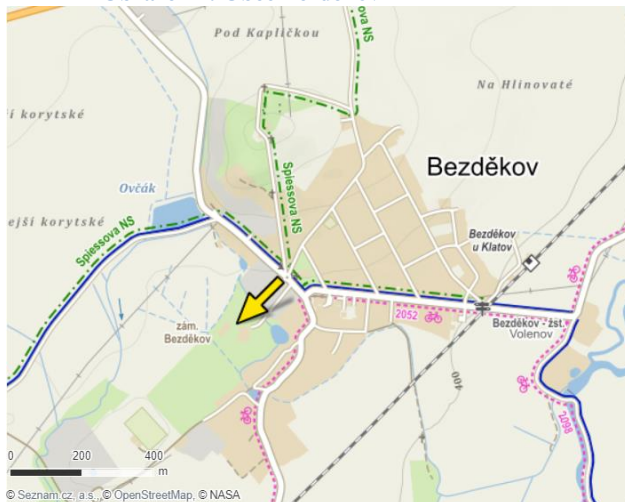 Pod Kapličkou
ova NS
Na Hlinovaté
í korytské
Bezděkov
Ovčák
Spiessova NS
ejší korytské
Spiessova NS
Bezděkov
u Klatov
zám.
Bezděkov
2052
Bezděkov - žst.
Volenov
400
2098
0 200 400
m
© Seznam.cz, a.s., © OpenStreetMap, © NASA